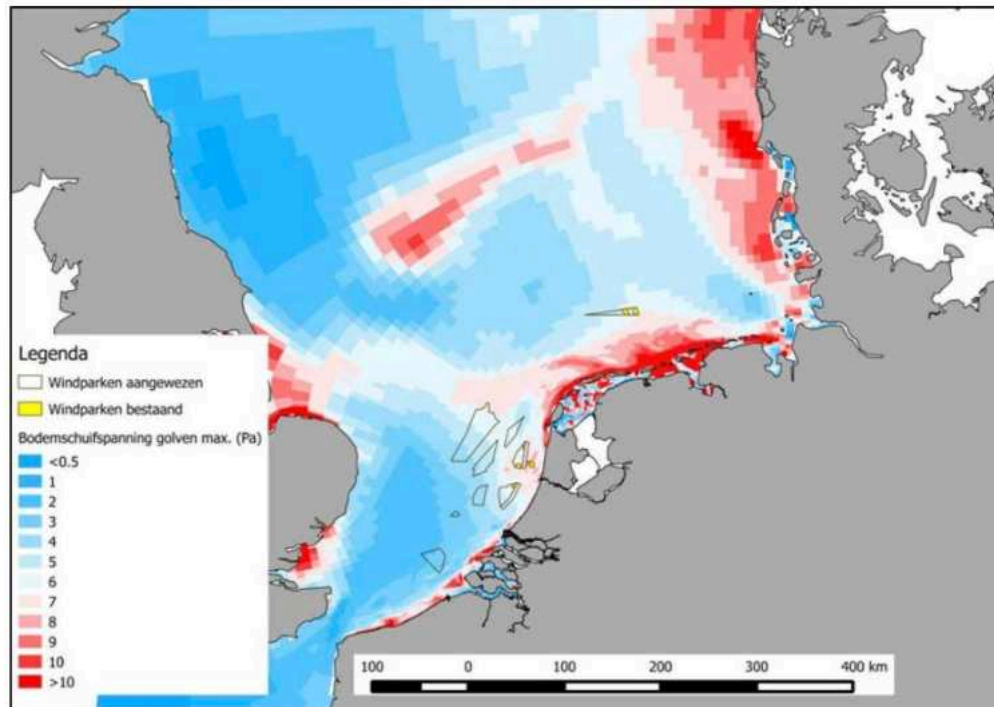 Legenda
Windparken aangewezen
Windparken bestaand
Bodemschuifspanning golven max. (Pa)
<0.5
1
2
3
4
5
6
7
8
9
10
>10
100 0 100 200 300 400 km